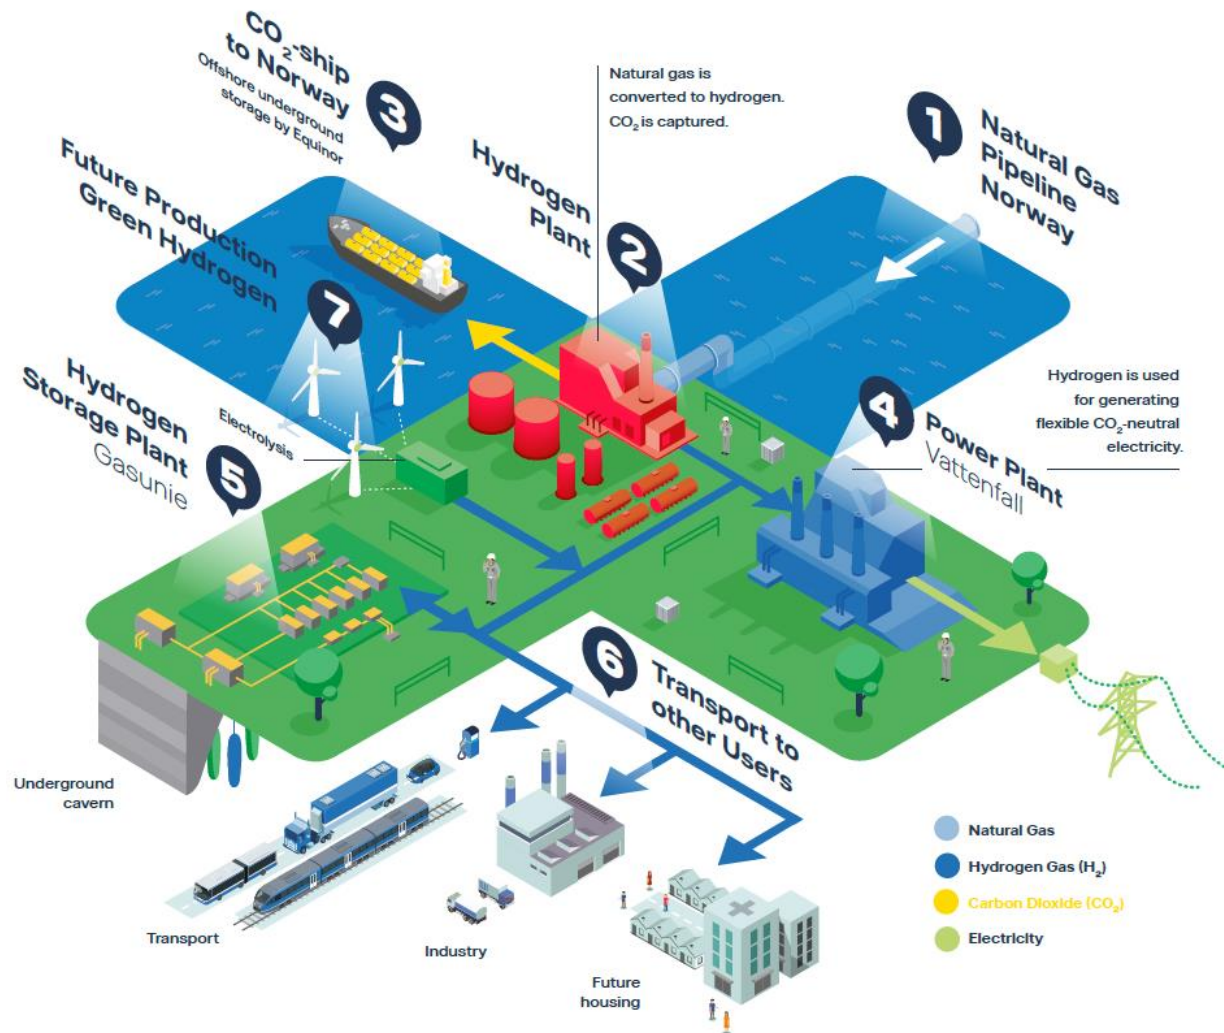 CO₂-ship
to Norway
Offshore underground
storage by Equinor
3
Natural gas is
converted to hydrogen.
CO₂ is captured.
1
Natural Gas
Pipeline
Norway
Hydrogen
Plant
2
Future Production
Green Hydrogen
7
Electrolysis
Hydrogen
Storage Plant
Gasunie
5
4
Power Plant
Vattenfall
Hydrogen is used
for generating
flexible CO₂-neutral
electricity.
6
Transport to
other Users
Underground
cavern
Transport
Industry
Future
housing
Natural Gas
Hydrogen Gas (H₂)
Carbon Dioxide (CO₂)
Electricity